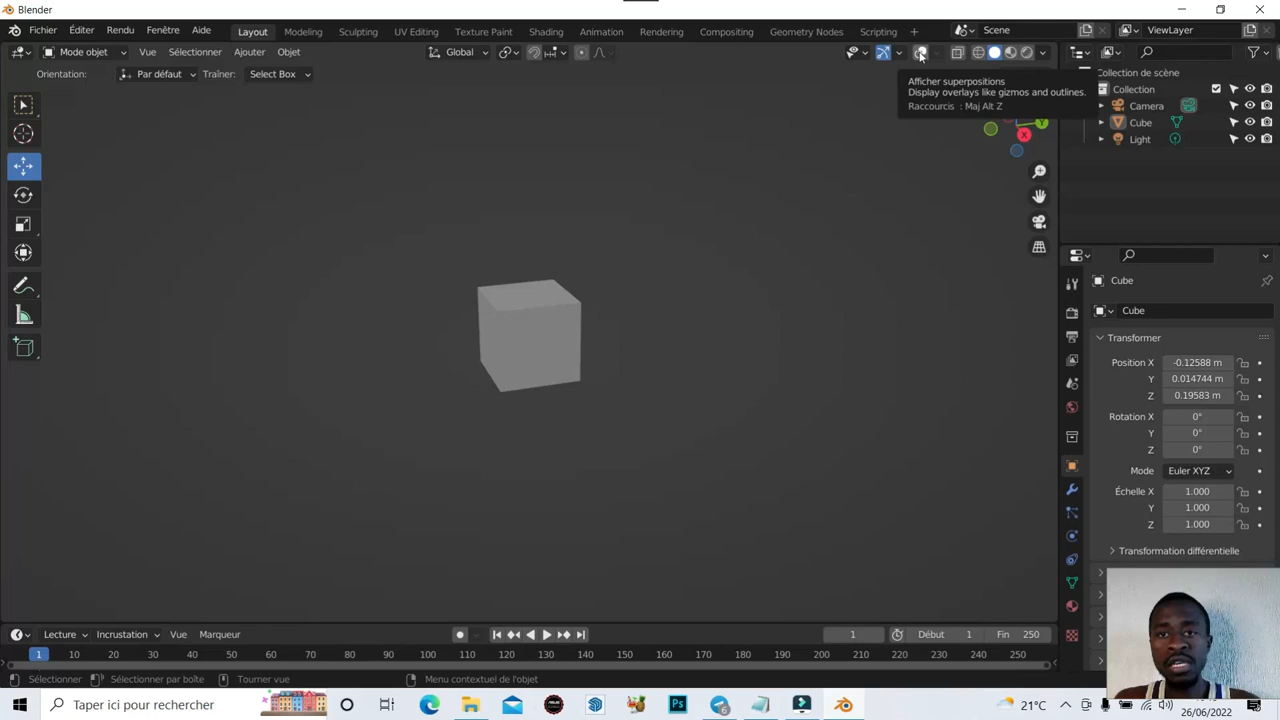 Blender
Fichier Éditer Rendu Fenêtre Aide Layout Modeling Sculpting UV Editing Texture Paint Shading Animation Rendering Compositing Geometry Nodes Scripting + Scene ViewLayer
Mode objet Vue Sélectionner Ajouter Objet Global
Orientation: Par défaut Traîner: Select Box
Afficher superpositions
Display overlays like gizmos and outlines.
Raccourcis : Maj Alt Z
Y
X
Collection de scène
Collection
Camera
Cube
Light
Cube
Cube
Transformer
Position X -0.12588 m
Y 0.014744 m
Z 0.19583 m
Rotation X 0°
Y 0°
Z 0°
Mode Euler XYZ
Échelle X 1.000
Y 1.000
Z 1.000
Transformation différentielle
Lecture Incrustation Vue Marqueur 1 Début 1 Fin 250
1 10 20 30 40 50 60 70 80 90 100 110 120 130 140 150 160 170 180 190 200 210 220 230 240 250
Sélectionner Sélectionner par boîte Tourner vue Menu contextuel de l'objet
Taper ici pour rechercher Ps 6 21°C 12:08
26/06/2022